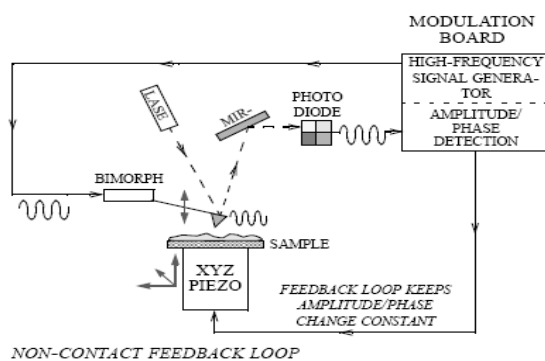 MODULATION
BOARD
HIGH-FREQUENCY
SIGNAL GENERA-
TOR
AMPLITUDE/
PHASE
DETECTION
LASE
MIR-
PHOTO
DIODE
BIMORPH
SAMPLE
XYZ
PIEZO
FEEDBACK LOOP KEEPS
AMPLITUDE/PHASE
CHANGE CONSTANT
NON-CONTACT FEEDBACK LOOP